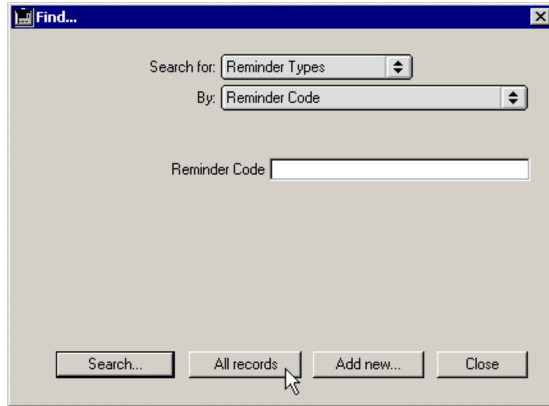 Find...
Search for: Reminder Types
By: Reminder Code
Reminder Code
Search... All records Add new... Close